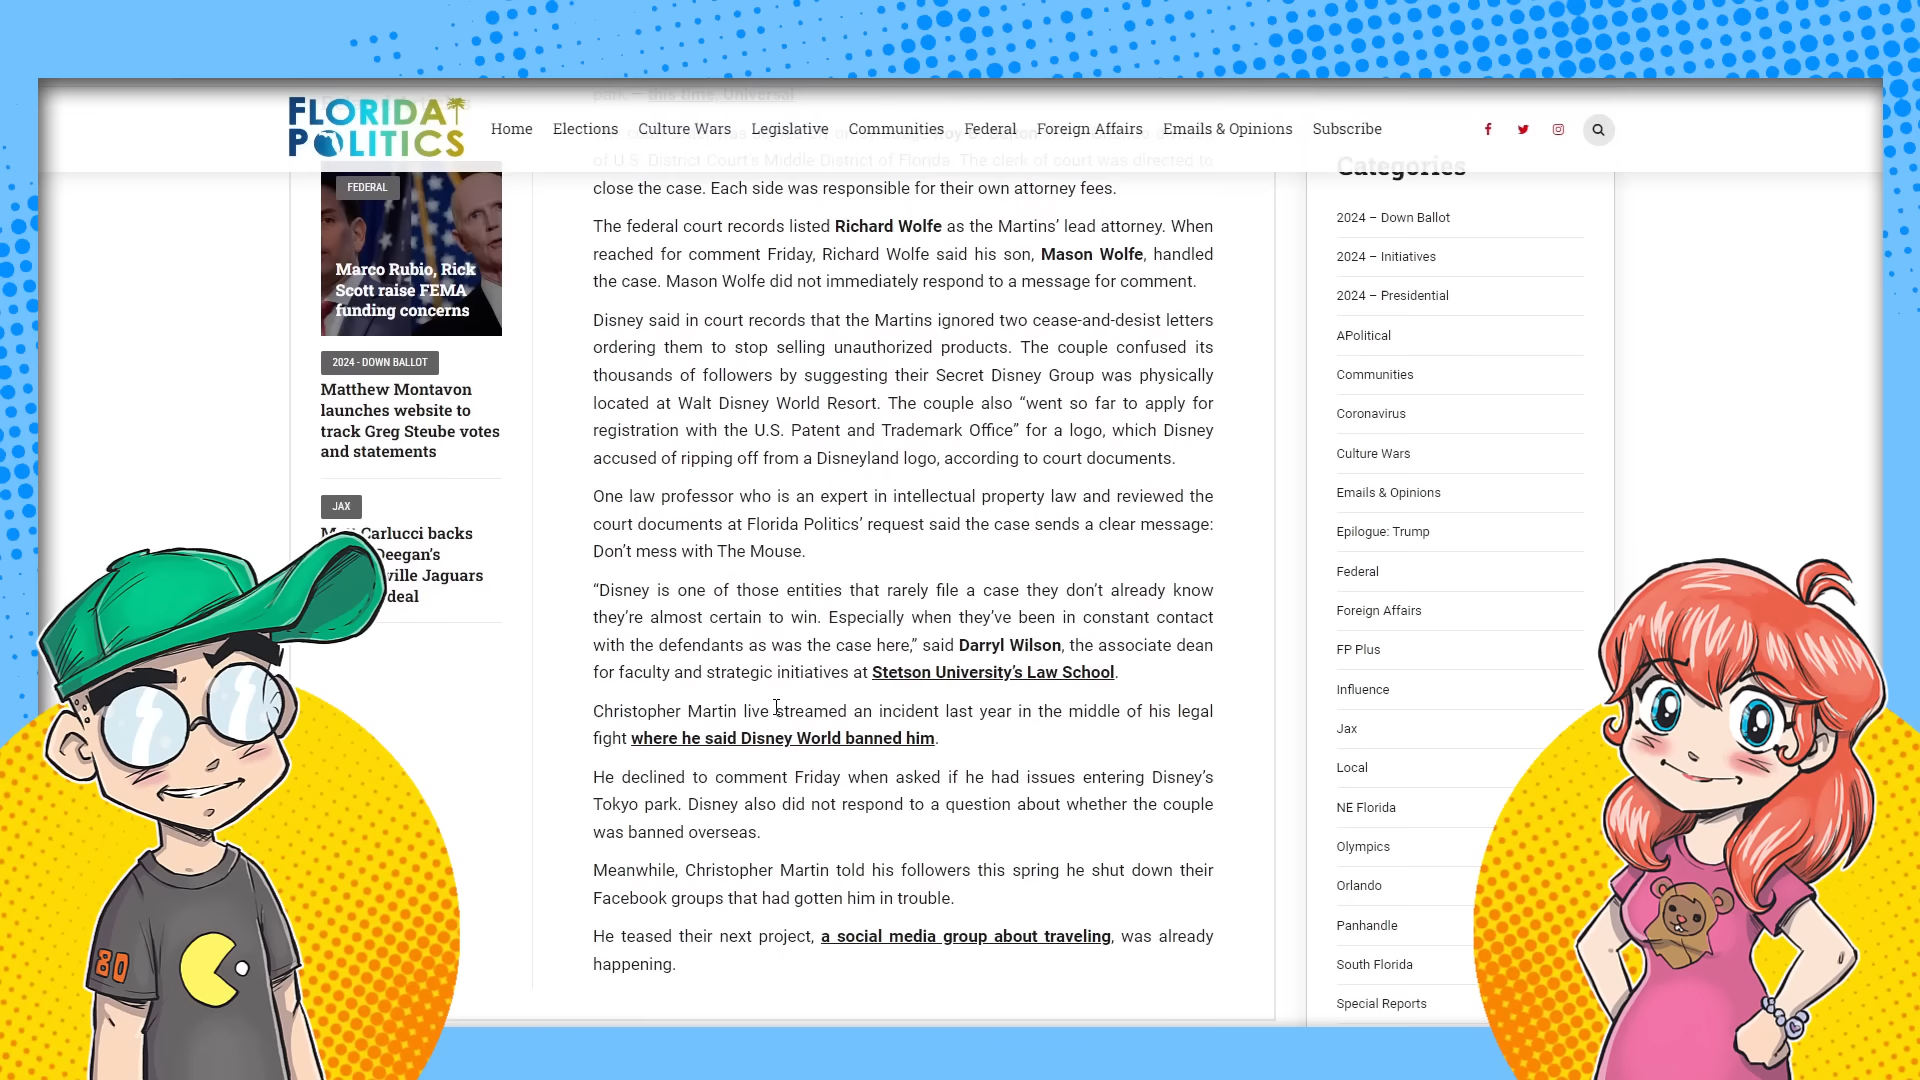 park – this time, Universal
FLORIDA
POLITICS
Home Elections Culture Wars Legislative Communities Federal Foreign Affairs Emails & Opinions Subscribe
of U.S. District Court's Middle District of Florida. The clerk of court was directed to
close the case. Each side was responsible for their own attorney fees.
The federal court records listed Richard Wolfe as the Martins’ lead attorney. When
reached for comment Friday, Richard Wolfe said his son, Mason Wolfe, handled
the case. Mason Wolfe did not immediately respond to a message for comment.
Disney said in court records that the Martins ignored two cease-and-desist letters
ordering them to stop selling unauthorized products. The couple confused its
thousands of followers by suggesting their Secret Disney Group was physically
located at Walt Disney World Resort. The couple also “went so far to apply for
registration with the U.S. Patent and Trademark Office” for a logo, which Disney
accused of ripping off from a Disneyland logo, according to court documents.
One law professor who is an expert in intellectual property law and reviewed the
court documents at Florida Politics’ request said the case sends a clear message:
Don’t mess with The Mouse.
“Disney is one of those entities that rarely file a case they don’t already know
they’re almost certain to win. Especially when they’ve been in constant contact
with the defendants as was the case here,” said Darryl Wilson, the associate dean
for faculty and strategic initiatives at Stetson University’s Law School.
Christopher Martin live streamed an incident last year in the middle of his legal
fight where he said Disney World banned him.
He declined to comment Friday when asked if he had issues entering Disney’s
Tokyo park. Disney also did not respond to a question about whether the couple
was banned overseas.
Meanwhile, Christopher Martin told his followers this spring he shut down their
Facebook groups that had gotten him in trouble.
He teased their next project, a social media group about traveling, was already
happening.
FEDERAL
Marco Rubio, Rick
Scott raise FEMA
funding concerns
2024 - DOWN BALLOT
Matthew Montavon
launches website to
track Greg Steube votes
and statements
JAX
Carlucci backs
Deegan’s
ville Jaguars
deal
80
Categories
2024 – Down Ballot
2024 – Initiatives
2024 – Presidential
APolitical
Communities
Coronavirus
Culture Wars
Emails & Opinions
Epilogue: Trump
Federal
Foreign Affairs
FP Plus
Influence
Jax
Local
NE Florida
Olympics
Orlando
Panhandle
South Florida
Special Reports